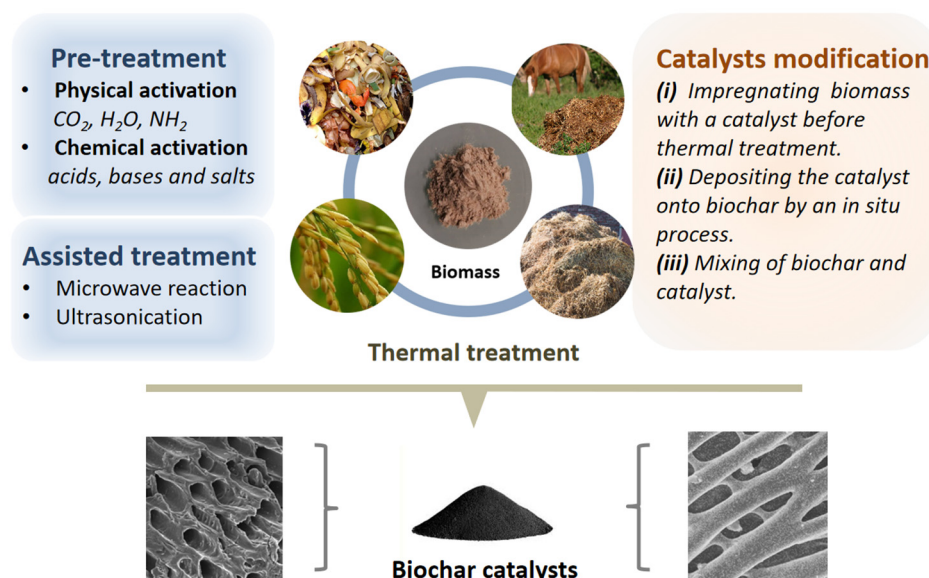 Pre-treatment
• Physical activation
CO₂, H₂O, NH₂
• Chemical activation
acids, bases and salts
Assisted treatment
• Microwave reaction
• Ultrasonication
Biomass
Thermal treatment
Catalysts modification
(i) Impregnating biomass
with a catalyst before
thermal treatment.
(ii) Depositing the catalyst
onto biochar by an in situ
process.
(iii) Mixing of biochar and
catalyst.
Biochar catalysts